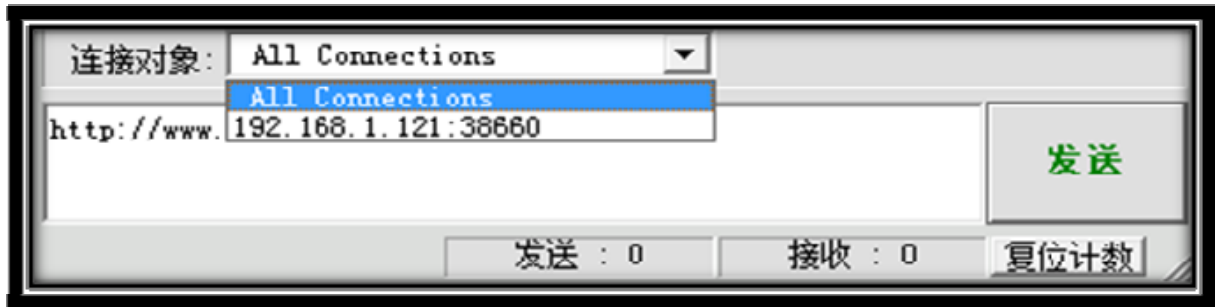 连接对象: All Connections
All Connections
192.168.1.121:38660
http://www.
发送
发送 : 0
接收 : 0
复位计数